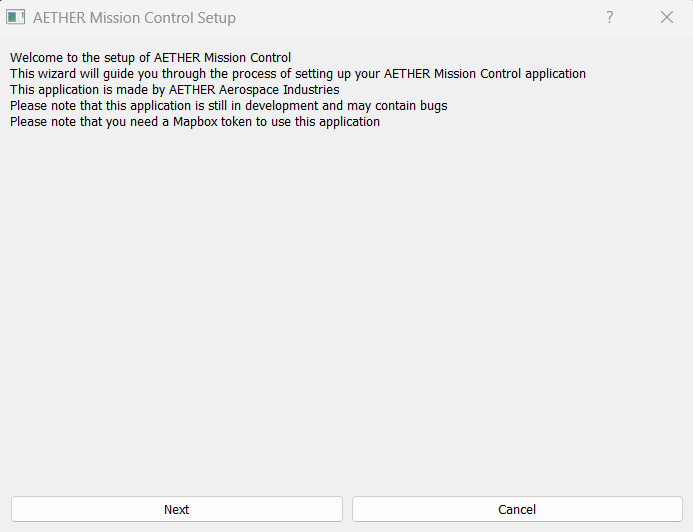 AETHER Mission Control Setup
?
Welcome to the setup of AETHER Mission Control
This wizard will guide you through the process of setting up your AETHER Mission Control application
This application is made by AETHER Aerospace Industries
Please note that this application is still in development and may contain bugs
Please note that you need a Mapbox token to use this application
Next
Cancel